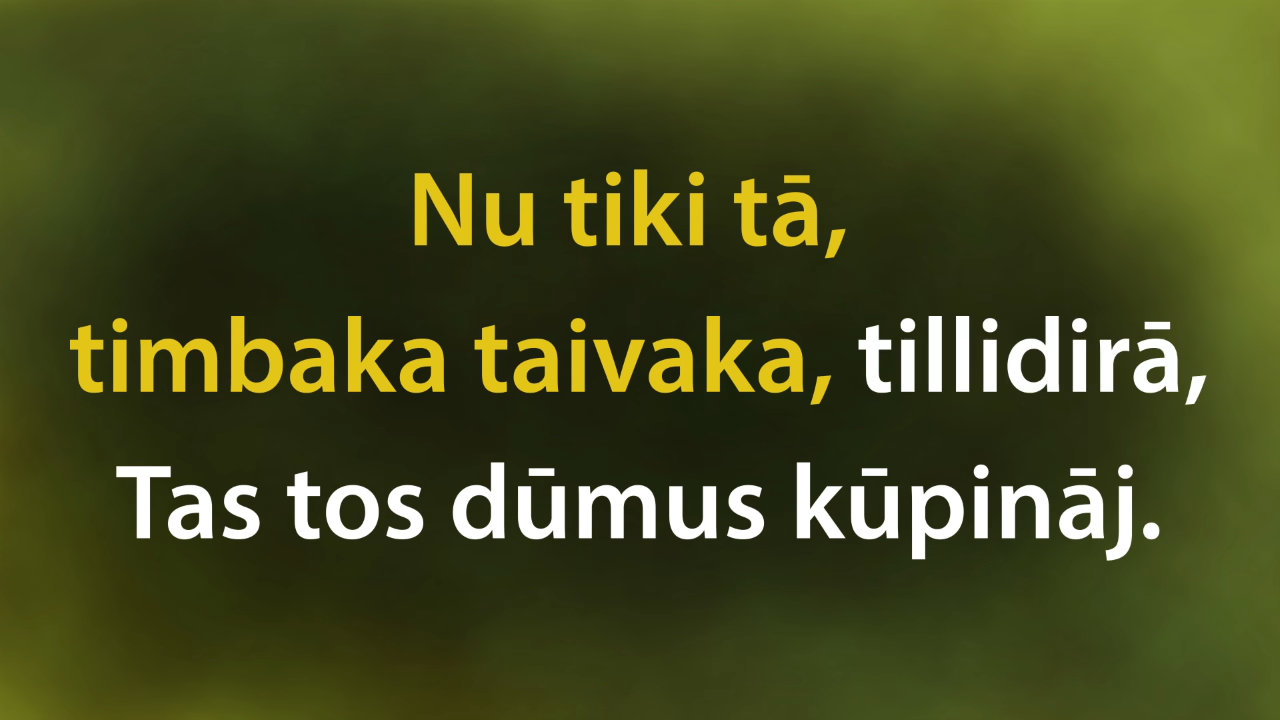 Nu tiki tā,
timbaka taivaka, tillidirā,
Tas tos dūmus kūpināj.